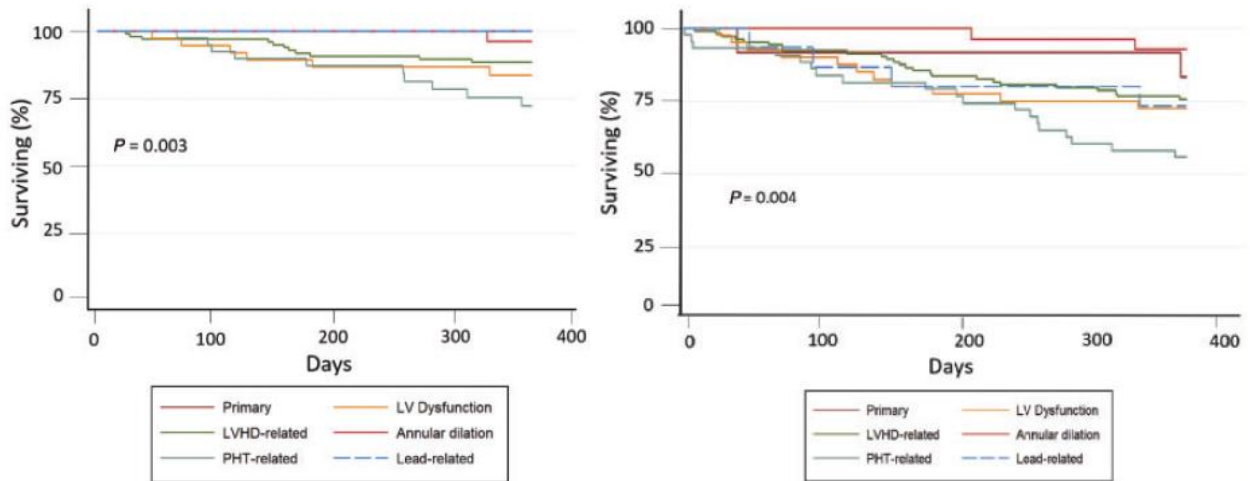 100
75
50
25
0
Surviving (%)
P = 0.003
0 100 200 300 400
Days
Primary LV Dysfunction
LVHD-related Annular dilation
PHT-related Lead-related
100
75
50
25
0
Surviving (%)
P = 0.004
0 100 200 300 400
Days
Primary LV Dysfunction
LVHD-related Annular dilation
PHT-related Lead-related